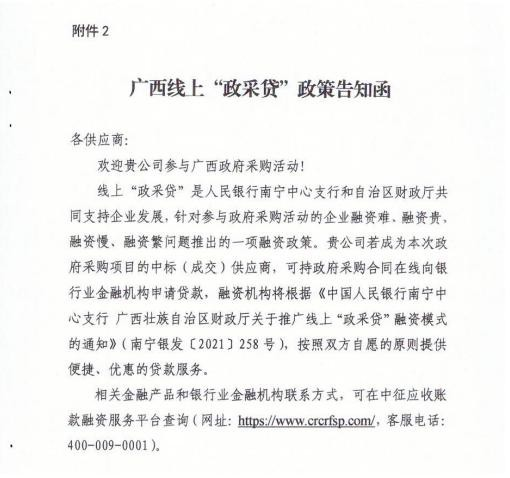 附件 2
广西线上“政采贷”政策告知函
各供应商:
欢迎贵公司参与广西政府采购活动!
线上“政采贷”是人民银行南宁中心支行和自治区财政厅共
同支持企业发展,针对参与政府采购活动的企业融资难、融资贵、
融资慢、融资繁问题推出的一项融资政策。贵公司若成为本次政
府采购项目的中标(成交)供应商,可持政府采购合同在线向银
行业金融机构申请贷款,融资机构将根据《中国人民银行南宁中
心支行 广西壮族自治区财政厅关于推广线上“政采贷”融资模式
的通知》(南宁银发〔2021〕258 号),按照双方自愿的原则提供
便捷、优惠的贷款服务。
相关金融产品和银行业金融机构联系方式,可在中征应收账
款融资服务平台查询(网址: https://www.crcrfsp.com/,客服电话:
400-009-0001)。